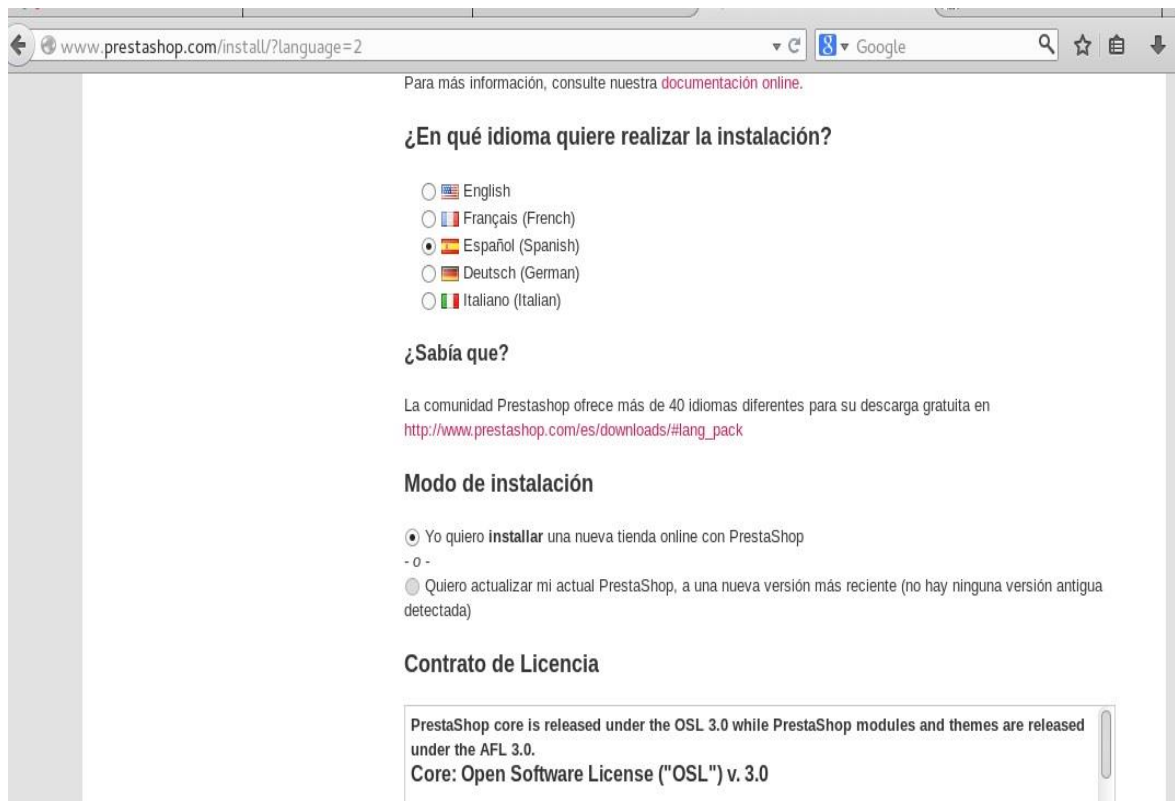 www.prestashop.com/install/?language=2
Google
Para más información, consulte nuestra documentación online.
¿En qué idioma quiere realizar la instalación?
English
Français (French)
Español (Spanish)
Deutsch (German)
Italiano (Italian)
¿Sabía que?
La comunidad Prestashop ofrece más de 40 idiomas diferentes para su descarga gratuita en
http://www.prestashop.com/es/downloads/#lang_pack
Modo de instalación
Yo quiero installar una nueva tienda online con PrestaShop
- o -
Quiero actualizar mi actual PrestaShop, a una nueva versión más reciente (no hay ninguna versión antigua
detectada)
Contrato de Licencia
PrestaShop core is released under the OSL 3.0 while PrestaShop modules and themes are released
under the AFL 3.0.
Core: Open Software License ("OSL") v. 3.0